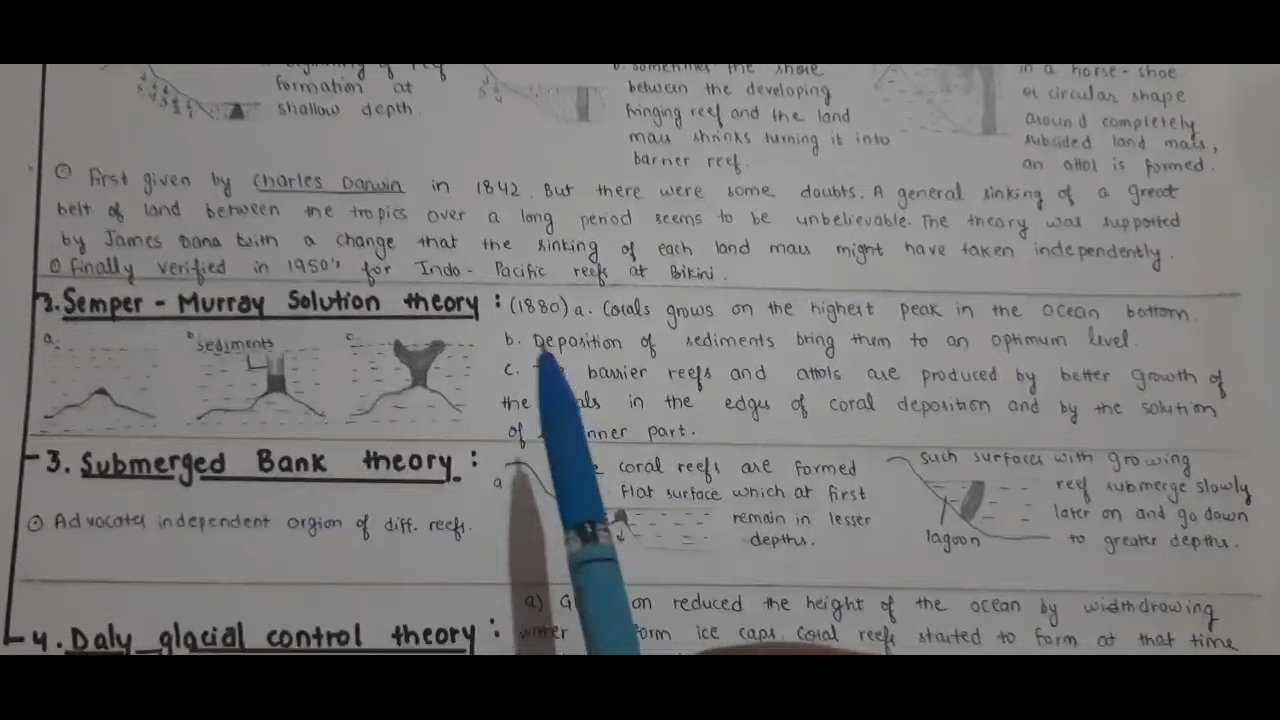 formation at
shallow depth.
sometimes the shore
between the developing
fringing reef and the land
mass shrinks turning it into
barrier reef.
in a horse-shoe
or circular shape
around completely
subsided land mass,
an attol is formed.
First given by Charles Darwin in 1842. But there were some doubts. A general sinking of a great
belt of land between the tropics over a long period seems to be unbelievable. The theory was supported
by James Dana with a change that the sinking of each land mass might have taken independently.
Finally verified in 1950's for Indo-Pacific reefs at Bikini.
2. Semper - Murray Solution theory : (1880) a. Corals grows on the highest peak in the ocean bottom.
a.
b
sediments
c.
b. Deposition of sediments bring them to an optimum level.
c. barrier reefs and attols are produced by better growth of
the in the edges of coral deposition and by the solution
of inner part.
3. Submerged Bank theory :
Advocates independent orgion of diff. reefs.
a
coral reefs are formed
flat surface which at first
remain in lesser
depths.
such surfaces with growing
reef submerge slowly
later on and go down
to greater depths.
lagoon
4. Daly glacial control theory :
a) reduced the height of the ocean by widthdrawing
water form ice caps. Coral reefs started to form at that time